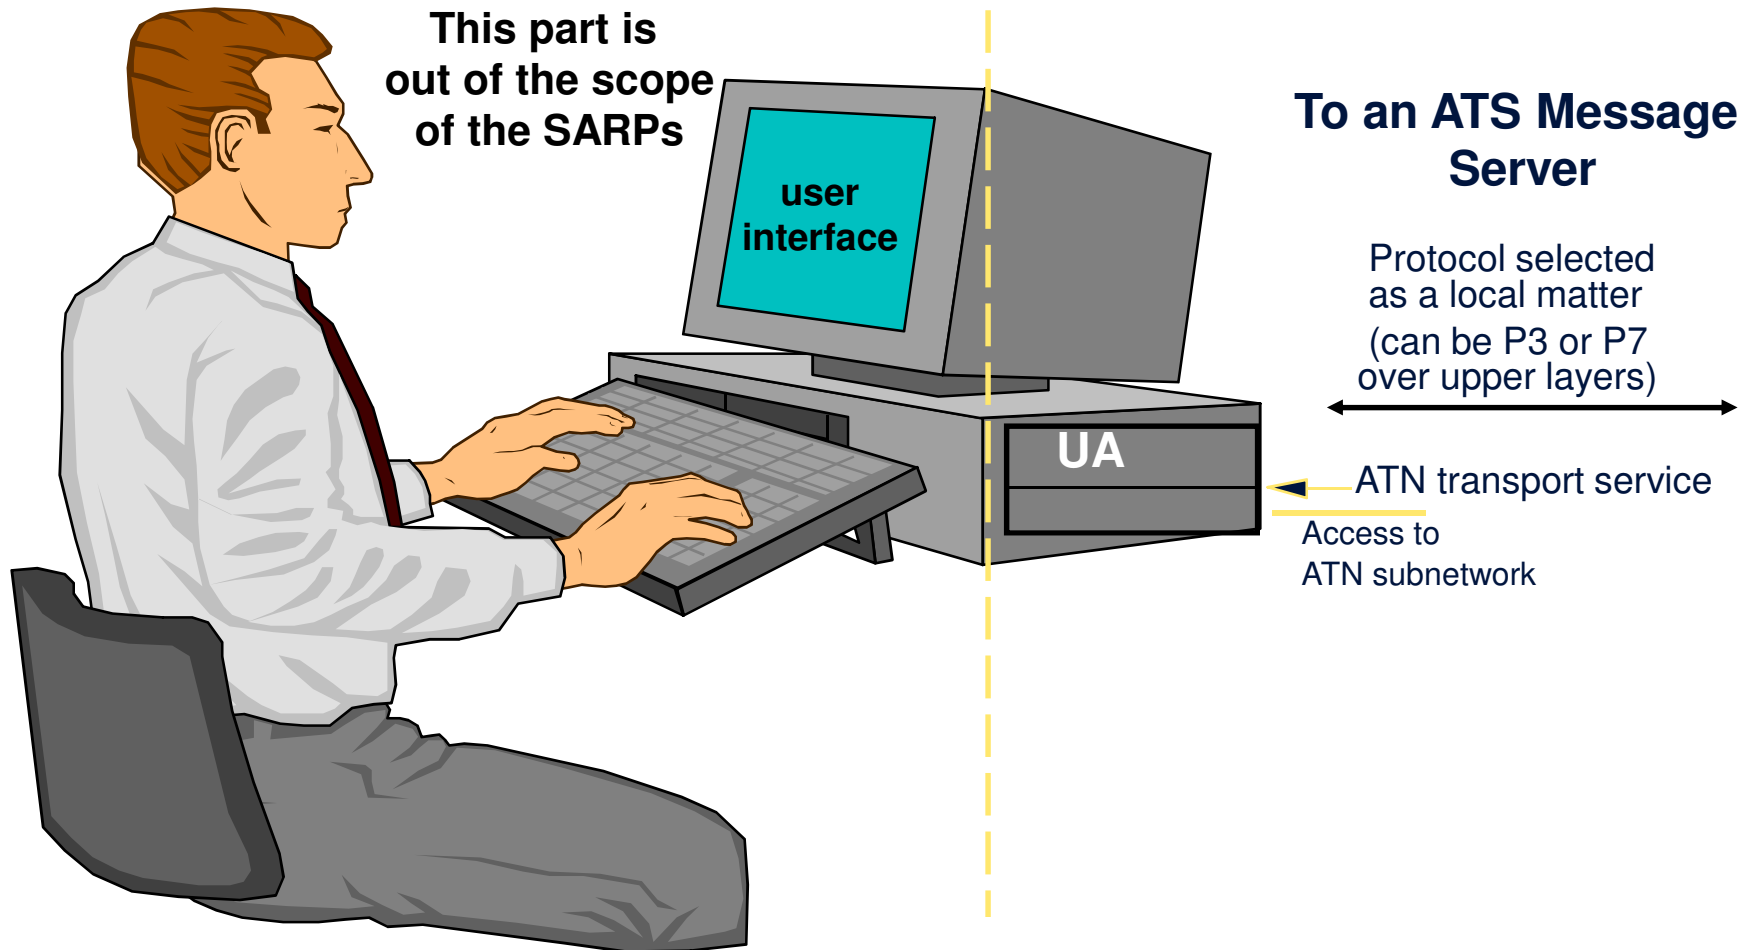 This part is
out of the scope
of the SARPs
user
interface
To an ATS Message
Server
Protocol selected
as a local matter
(can be P3 or P7
over upper layers)
UA
ATN transport service
Access to
ATN subnetwork